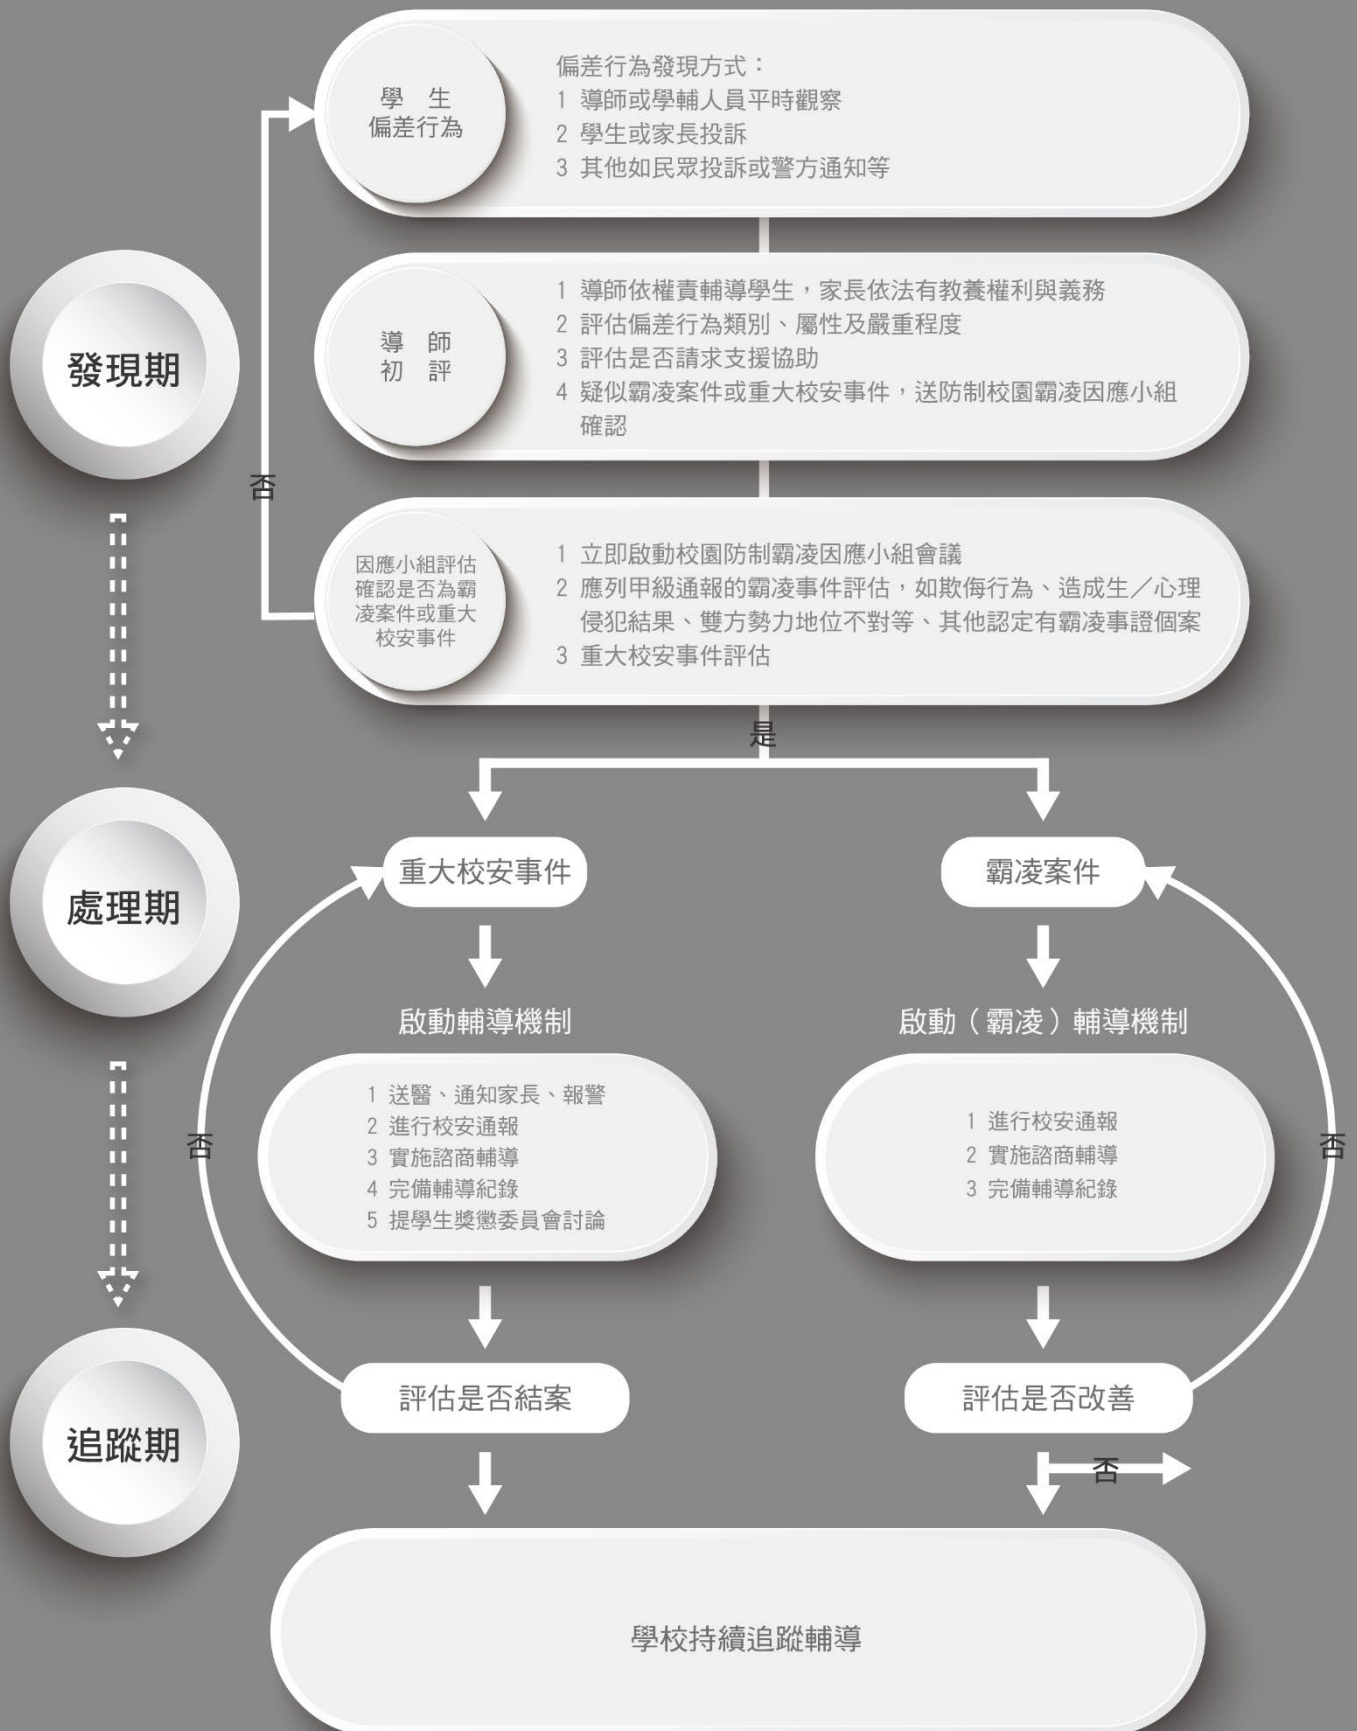 學 生
偏差行為
偏差行為發現方式：
1 導師或學輔人員平時觀察
2 學生或家長投訴
3 其他如民眾投訴或警方通知等
發現期
導 師
初 評
1 導師依權責輔導學生，家長依法有教養權利與義務
2 評估偏差行為類別、屬性及嚴重程度
3 評估是否請求支援協助
4 疑似霸凌案件或重大校安事件，送防制校園霸凌因應小組
確認
否
因應小組評估
確認是否為霸
凌案件或重大
校安事件
1 立即啟動校園防制霸凌因應小組會議
2 應列甲級通報的霸凌事件評估，如欺侮行為、造成生／心理
侵犯結果、雙方勢力地位不對等、其他認定有霸凌事證個案
3 重大校安事件評估
是
處理期
重大校安事件
霸凌案件
啟動輔導機制
啟動（霸凌）輔導機制
1 送醫、通知家長、報警
2 進行校安通報
3 實施諮商輔導
4 完備輔導紀錄
5 提學生獎懲委員會討論
1 進行校安通報
2 實施諮商輔導
3 完備輔導紀錄
否
否
追蹤期
評估是否結案
評估是否改善
否
學校持續追蹤輔導